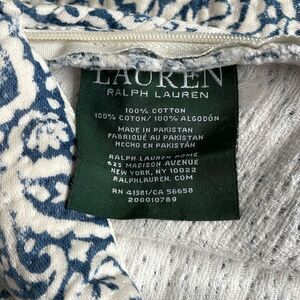 LAUREN
RALPH LAUREN
100% COTTON
100% COTON/ 100% ALGODÓN
MADE IN PAKISTAN
FABRIQUÉ AU PAKISTAN
HECHO EN PAKISTÁN
RALPH LAUREN HOME
625 MADISON AVENUE
NEW YORK, NY 10022
RALPHLAUREN.COM
RN 41381/CA 56650
200010789